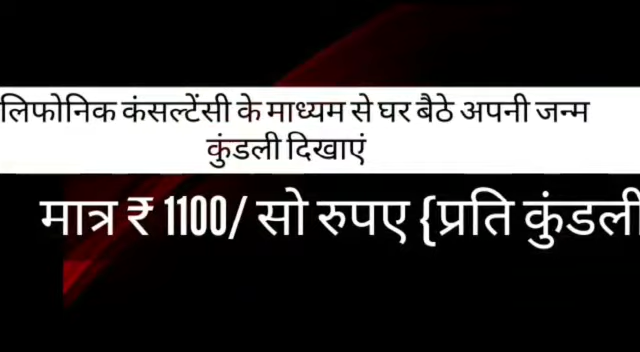 लिफोनिक कंसल्टेंसी के माध्यम से घर बैठे अपनी जन्म
कुंडली दिखाएं
मात्र ₹ 1100/ सो रुपए {प्रति कुंडली